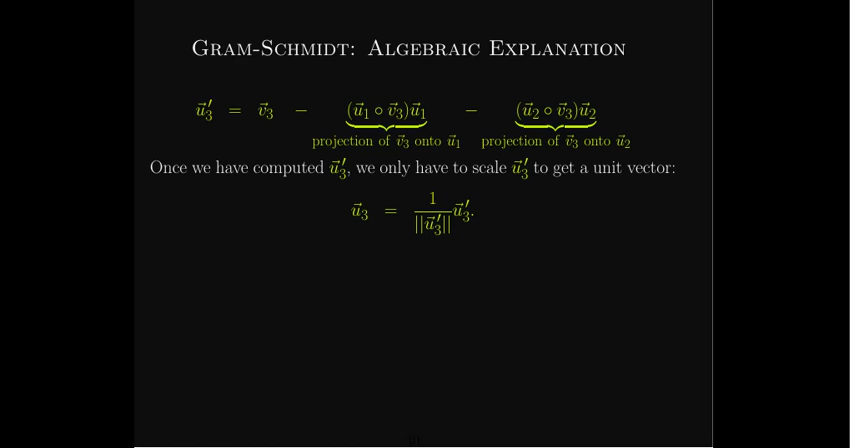 Gram-Schmidt: Algebraic Explanation
u⃗₃′ = v⃗₃ − (u⃗₁ ∘ v⃗₃)u⃗₁ − (u⃗₂ ∘ v⃗₃)u⃗₂
projection of v⃗₃ onto u⃗₁ projection of v⃗₃ onto u⃗₂
Once we have computed u⃗₃′, we only have to scale u⃗₃′ to get a unit vector:
u⃗₃ = 1/||u⃗₃′|| u⃗₃′.